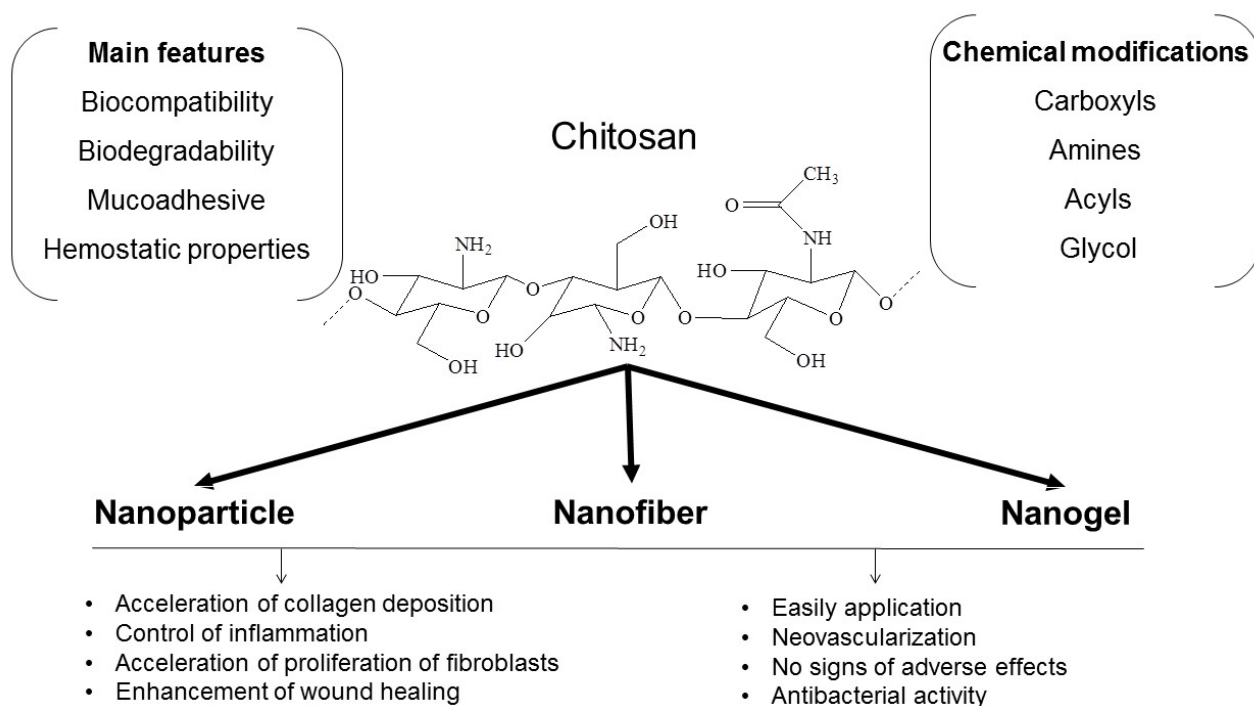 Main features
Biocompatibility
Biodegradability
Mucoadhesive
Hemostatic properties
Chitosan
Chemical modifications
Carboxyls
Amines
Acyls
Glycol
CH3
O
NH
OH
NH2
HO
HO
O
O
O
O
O
O
O
HO
NH2
OH
OH
Nanoparticle
Nanofiber
Nanogel
• Acceleration of collagen deposition
• Control of inflammation
• Acceleration of proliferation of fibroblasts
• Enhancement of wound healing
• Easily application
• Neovascularization
• No signs of adverse effects
• Antibacterial activity